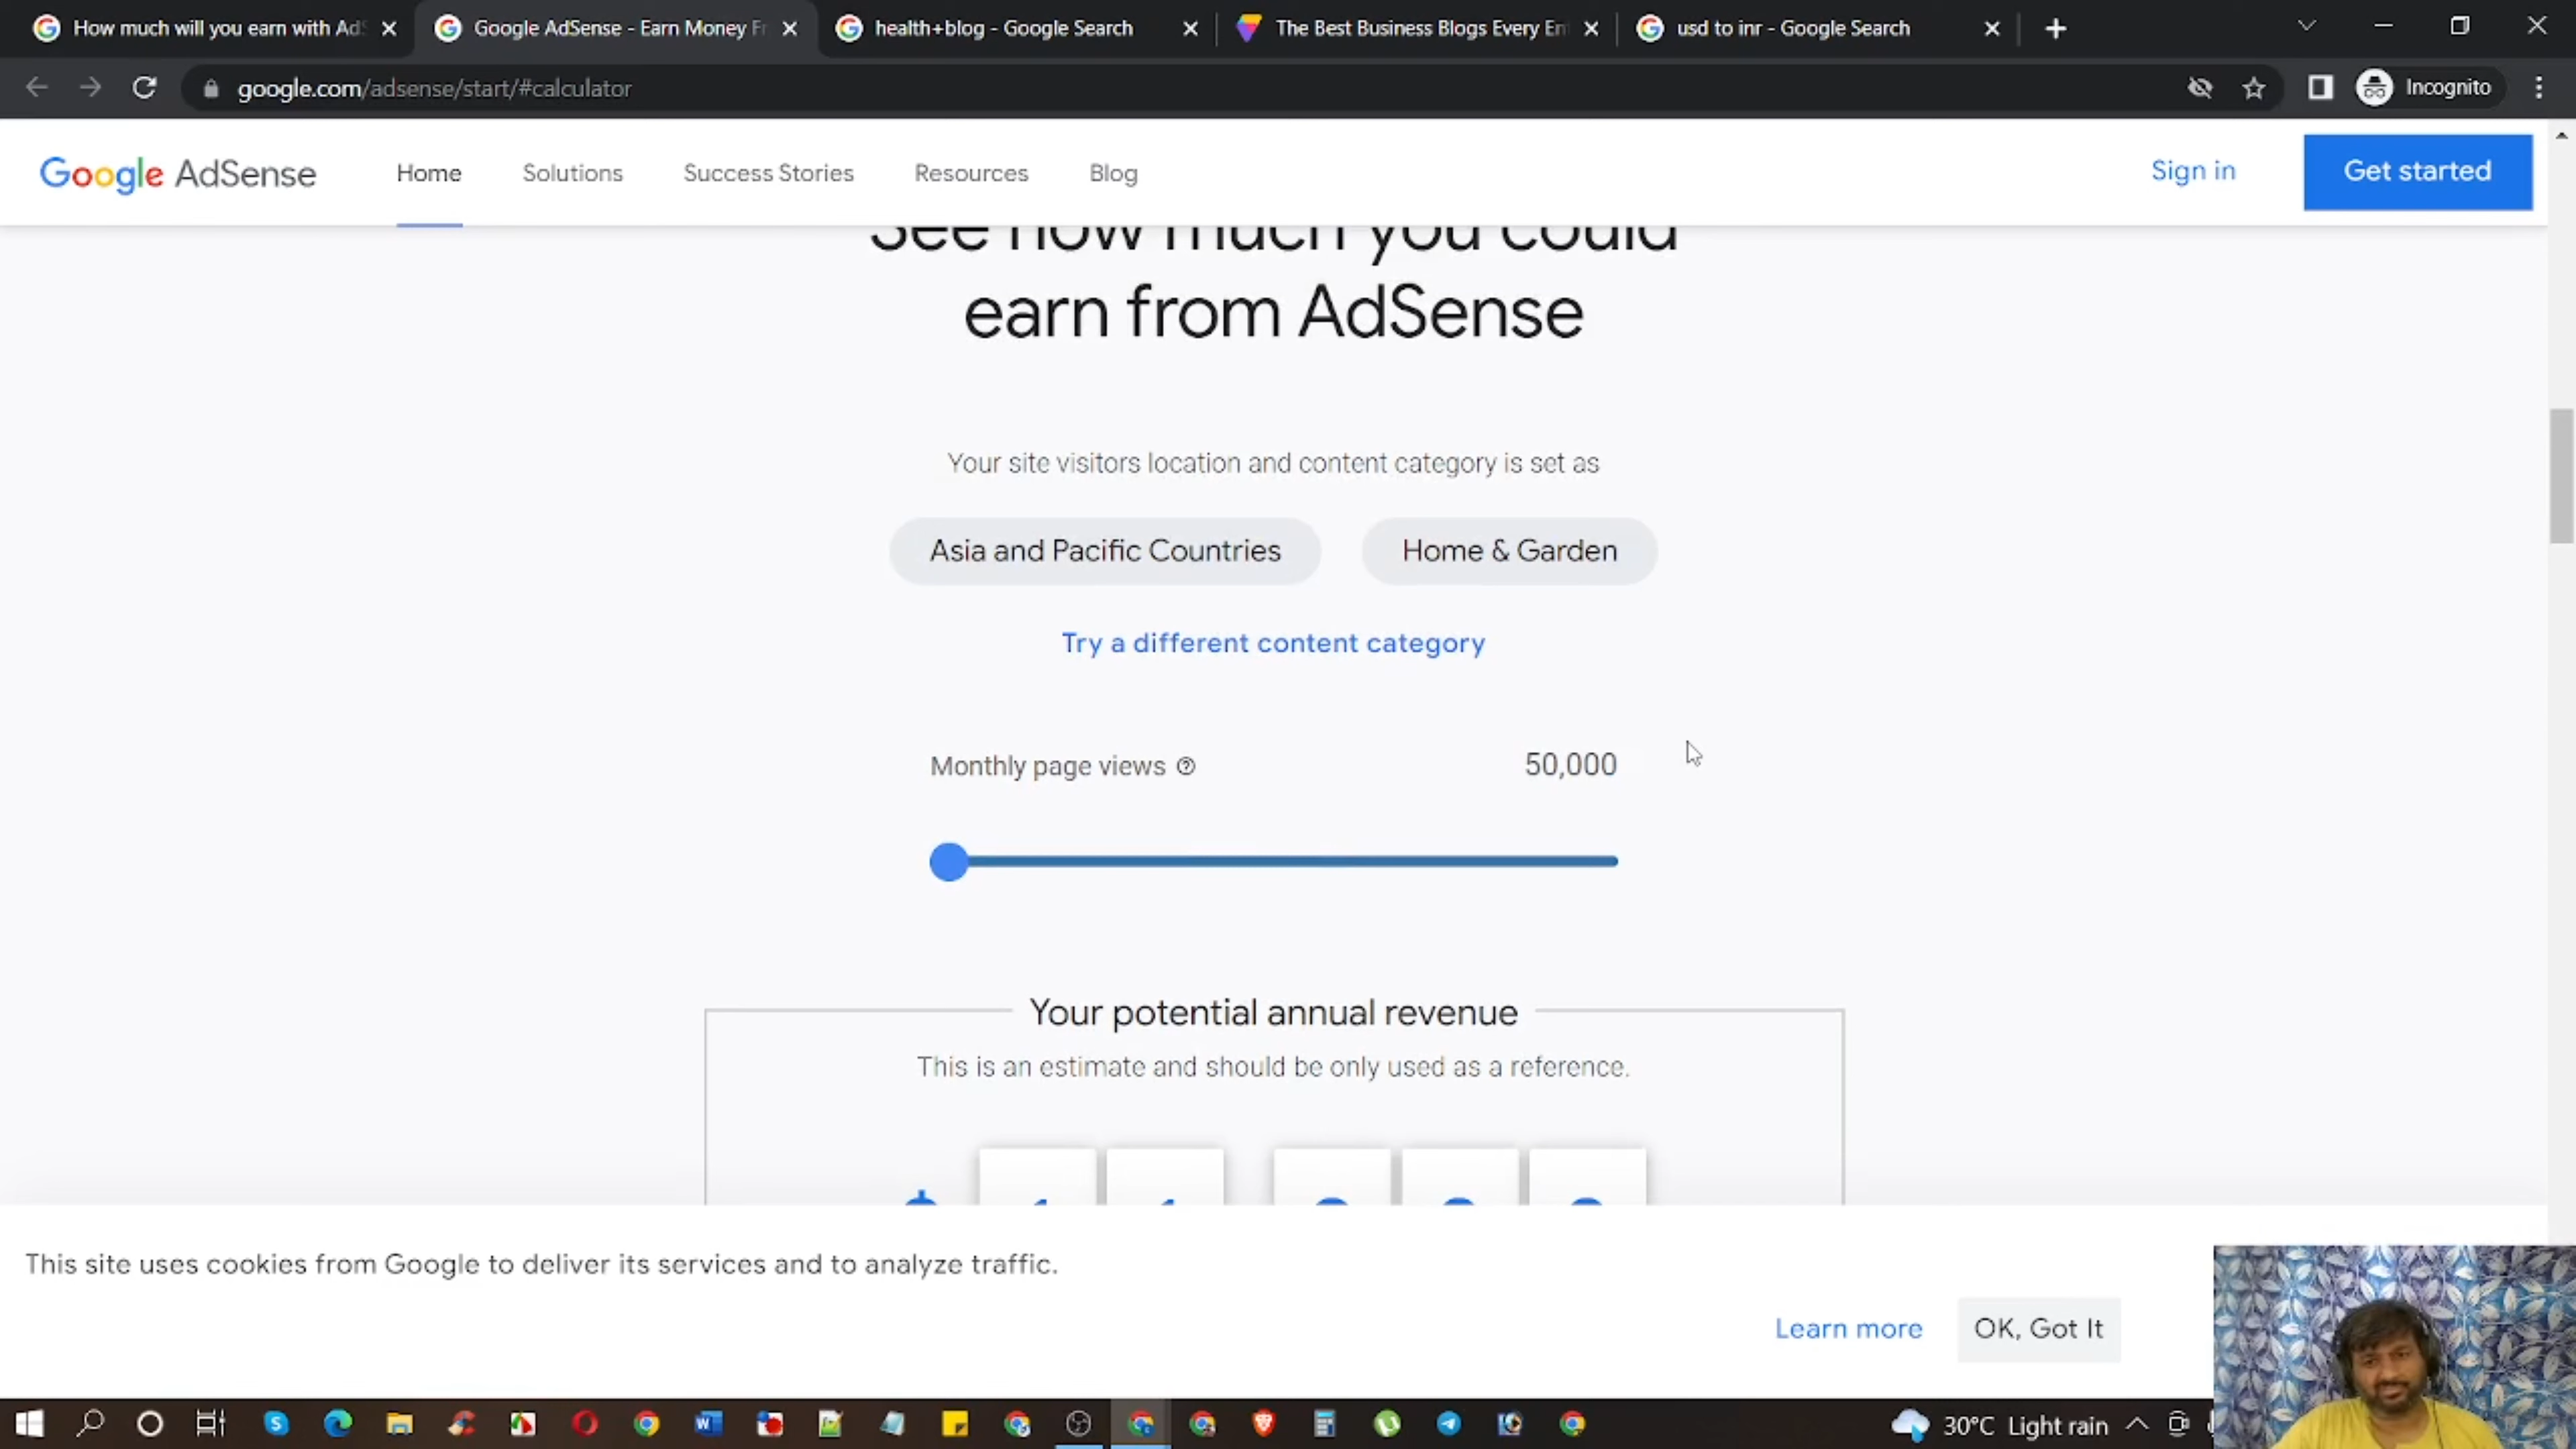 How much will you earn with Ad
Google AdSense - Earn Money F
health+blog - Google Search
The Best Business Blogs Every En
usd to inr - Google Search
google.com/adsense/start/#calculator
Incognito
Google AdSense
Home
Solutions
Success Stories
Resources
Blog
Sign in
Get started
See how much you could
earn from AdSense
Your site visitors location and content category is set as
Asia and Pacific Countries
Home & Garden
Try a different content category
Monthly page views
50,000
Your potential annual revenue
This is an estimate and should be only used as a reference.
This site uses cookies from Google to deliver its services and to analyze traffic.
Learn more
OK, Got It
30°C Light rain